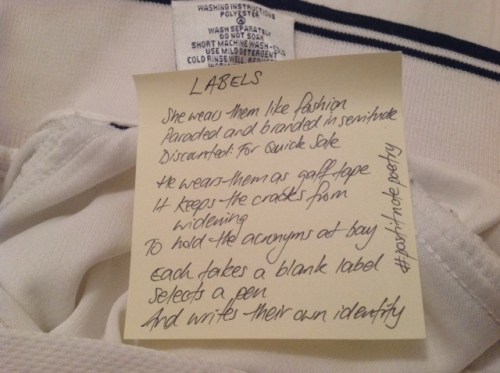 WASHING INSTRUCTIONS
POLYESTER
WASH SEPARATELY
DO NOT SOAK
SHORT MACHINE WASH
USE MILD DETERGENT
COLD RINSE WELL
LABELS
She wears them like fashion
Paraded and branded in servitude
Discounted: For Quick Sale
He wears them as gaff tape
It keeps the cracks from
widening
To hold the acronyms at bay
Each takes a blank label
Selects a pen
And writes their own identity
#postitnotepoetry